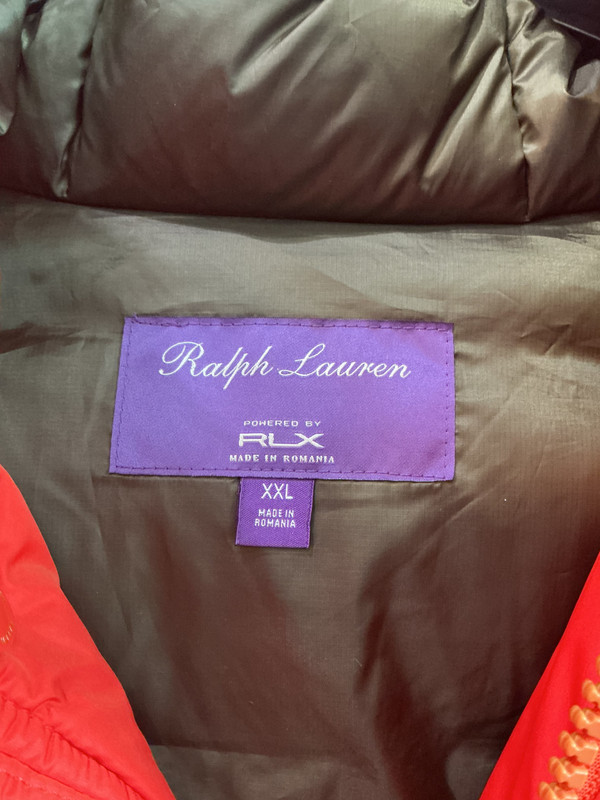 Ralph Lauren
POWERED BY
RLX
MADE IN ROMANIA
XXL
MADE IN
ROMANIA